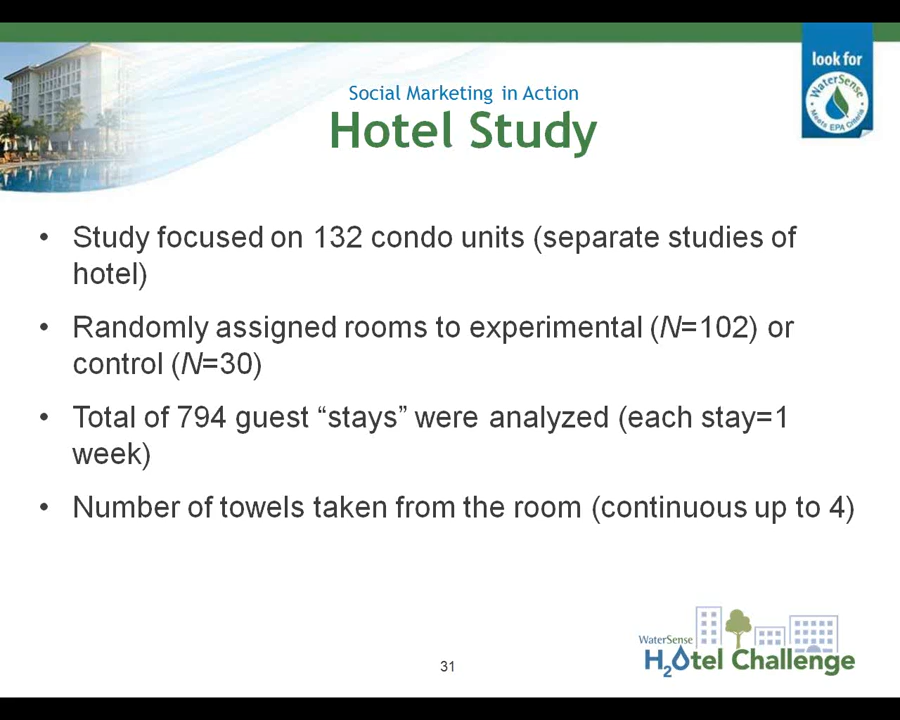 look for
WaterSense
Meets EPA Criteria
Social Marketing in Action
Hotel Study
• Study focused on 132 condo units (separate studies of
hotel)
• Randomly assigned rooms to experimental (N=102) or
control (N=30)
• Total of 794 guest “stays” were analyzed (each stay=1
week)
• Number of towels taken from the room (continuous up to 4)
31
WaterSense
H2Otel Challenge